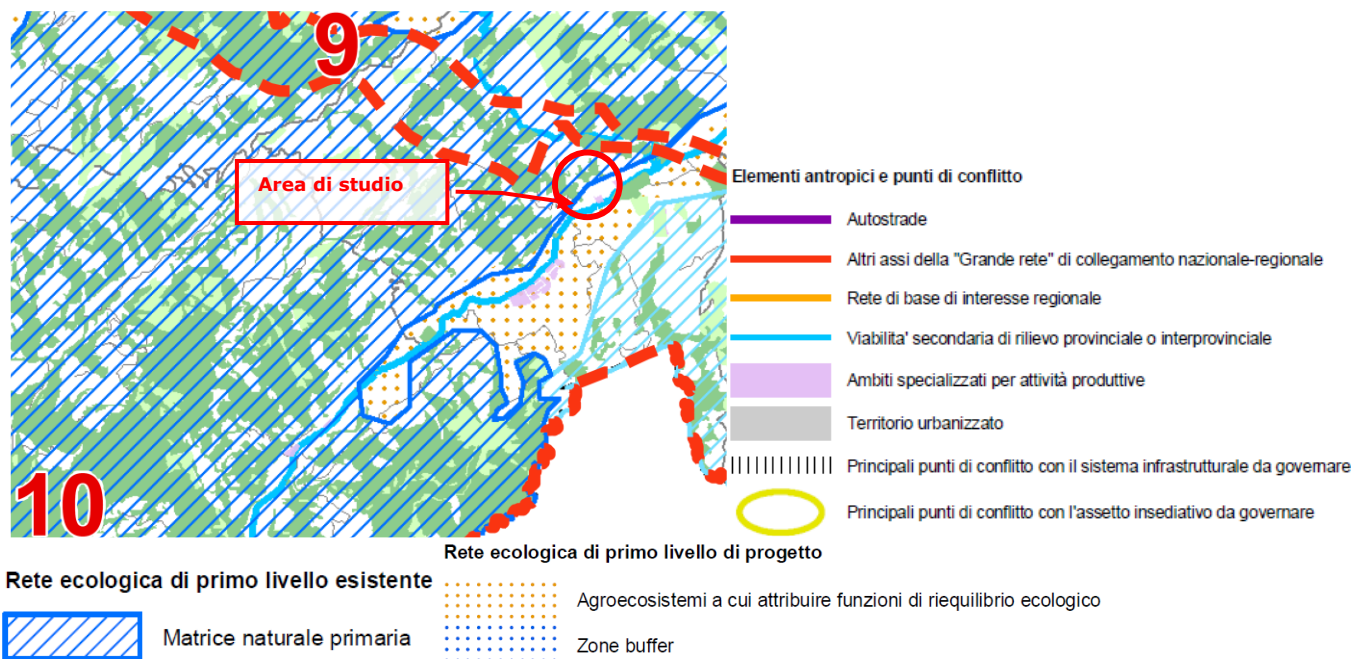 9
Area di studio
10
Elementi antropici e punti di conflitto
Autostrade
Altri assi della "Grande rete" di collegamento nazionale-regionale
Rete di base di interesse regionale
Viabilita' secondaria di rilievo provinciale o interprovinciale
Ambiti specializzati per attività produttive
Territorio urbanizzato
Principali punti di conflitto con il sistema infrastrutturale da governare
Principali punti di conflitto con l'assetto insediativo da governare
Rete ecologica di primo livello esistente
Matrice naturale primaria
Rete ecologica di primo livello di progetto
Agroecosistemi a cui attribuire funzioni di riequilibrio ecologico
Zone buffer